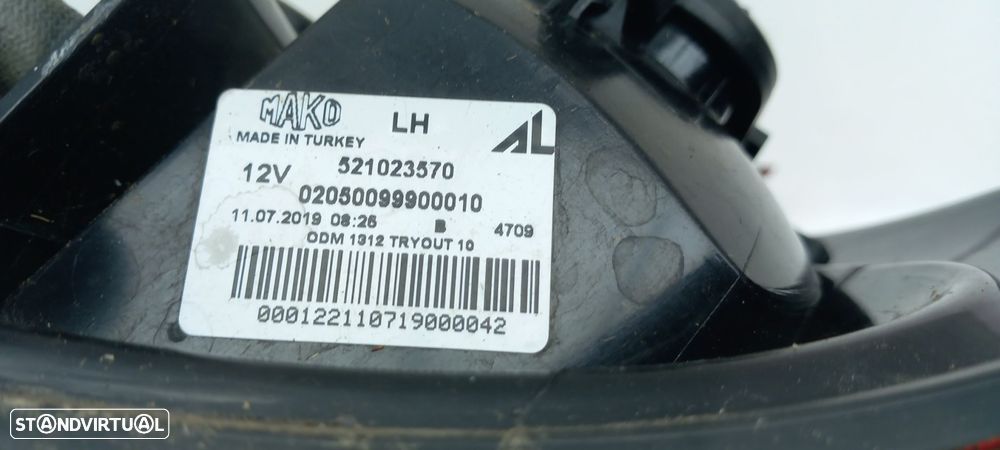 MAKO LH AL
MADE IN TURKEY
12V 521023570
02050099900010
11.07.2019 08:26 B 4709
ODM 1312 TRYOUT 10
000122110719000042
STANDVIRTUAL